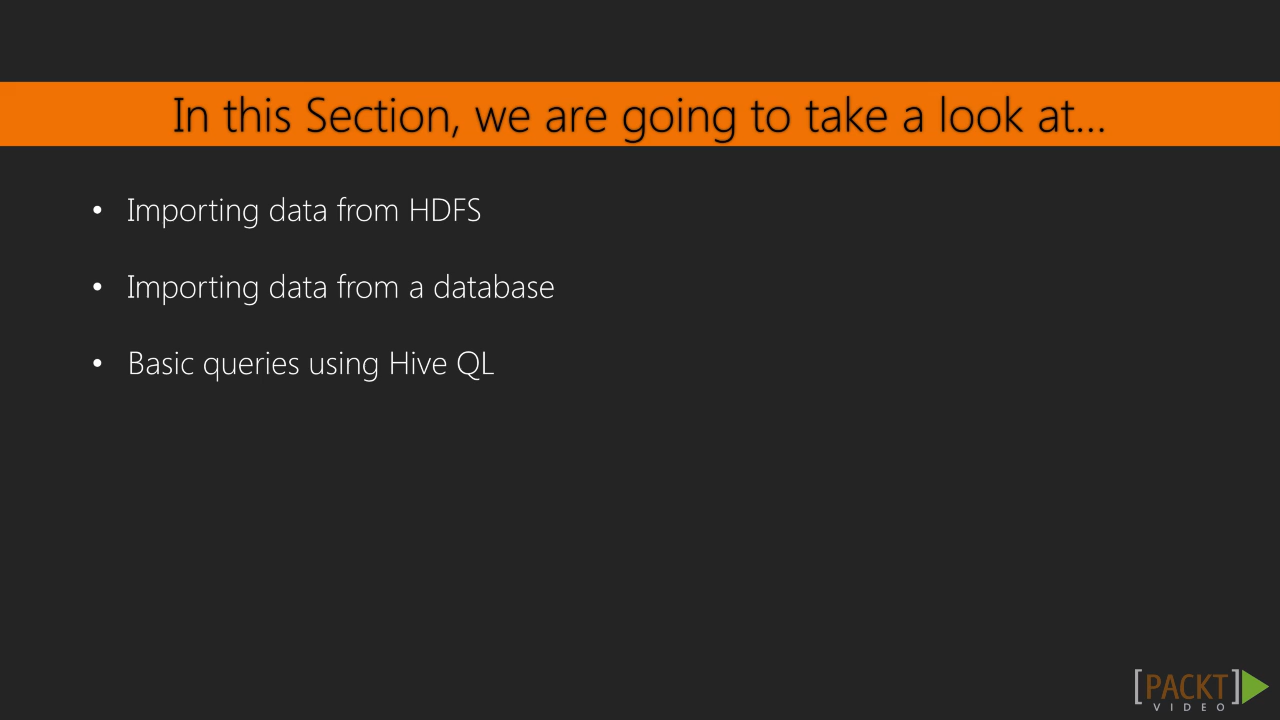 In this Section, we are going to take a look at...
• Importing data from HDFS
• Importing data from a database
• Basic queries using Hive QL
[PACKT]
VIDEO